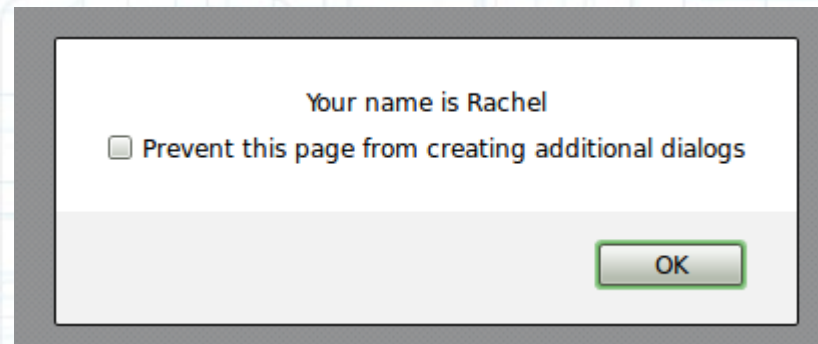 Your name is Rachel
Prevent this page from creating additional dialogs
OK